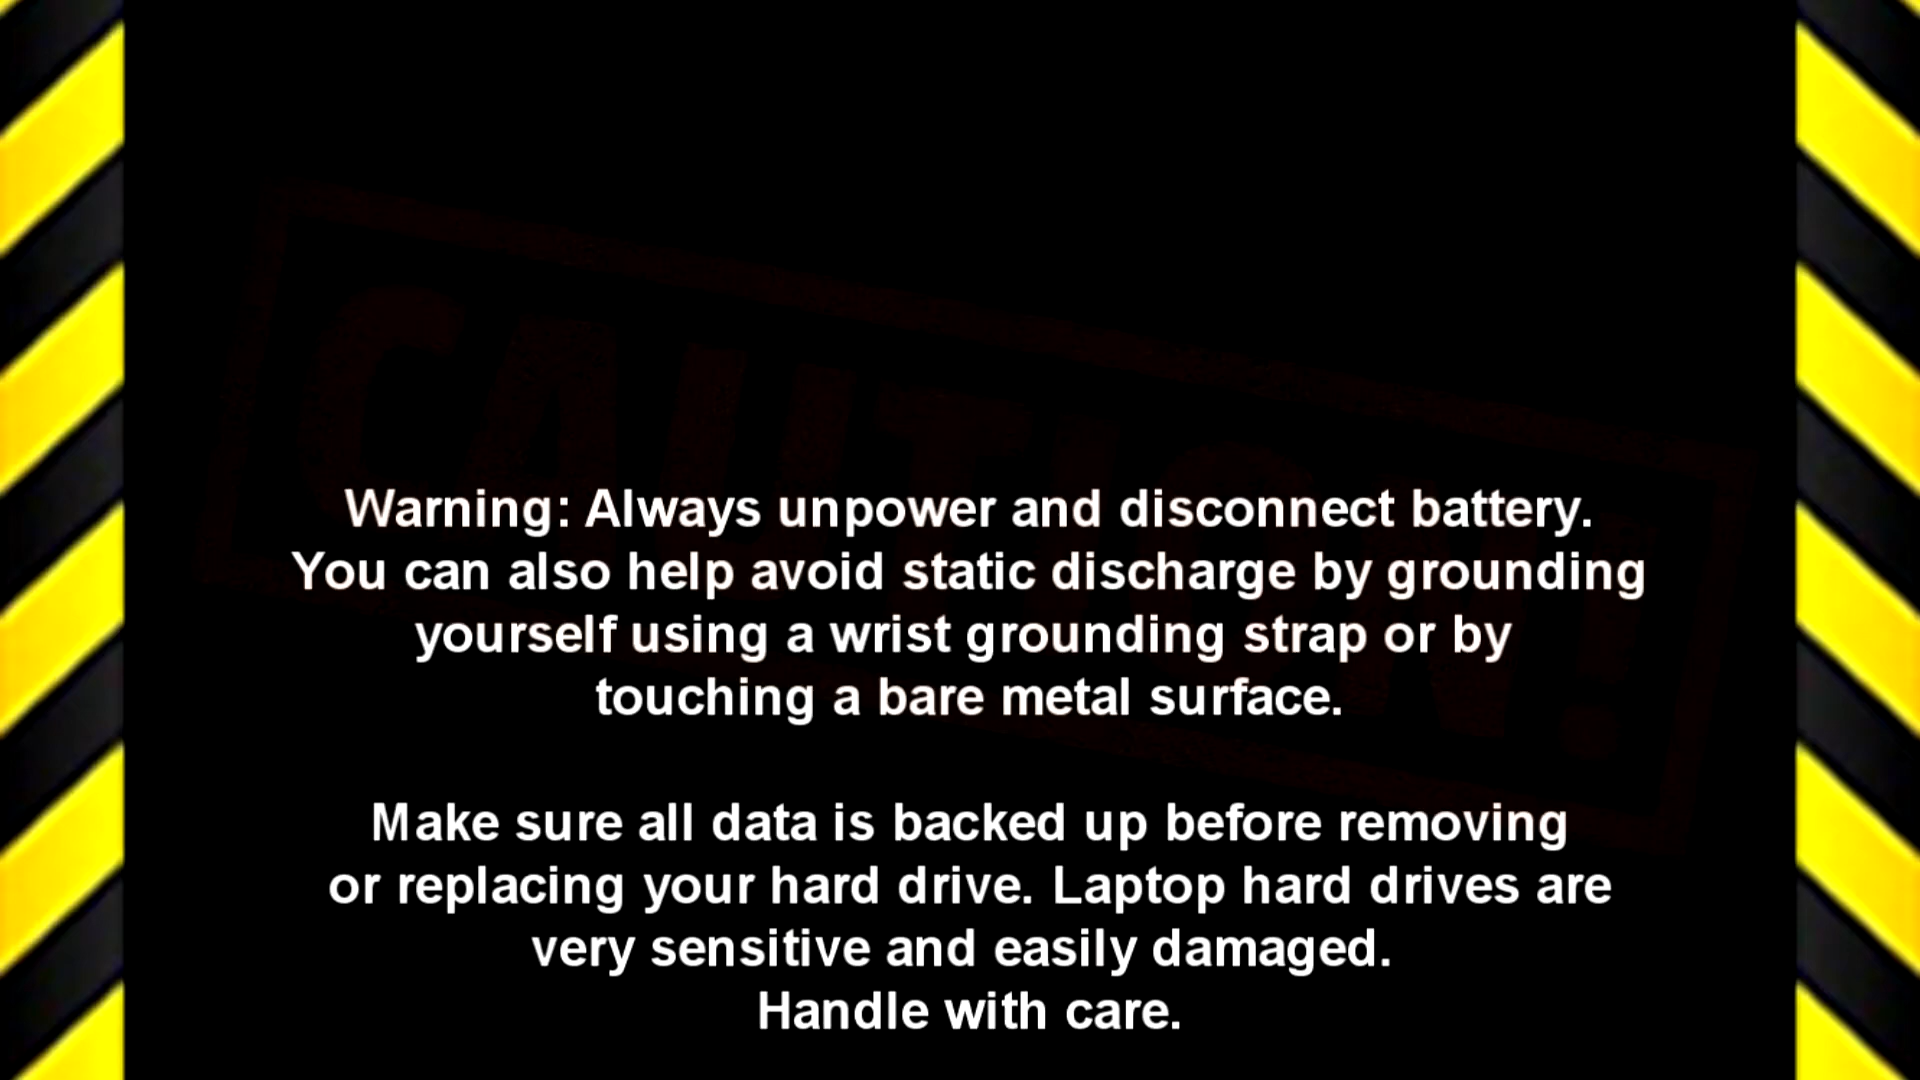 CAUTION!
Warning: Always unpower and disconnect battery.
You can also help avoid static discharge by grounding
yourself using a wrist grounding strap or by
touching a bare metal surface.
Make sure all data is backed up before removing
or replacing your hard drive. Laptop hard drives are
very sensitive and easily damaged.
Handle with care.